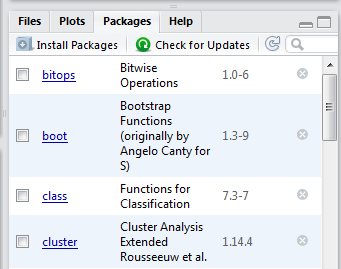 Files Plots Packages Help
Install Packages Check for Updates
bitops Bitwise Operations 1.0-6
boot Bootstrap Functions (originally by Angelo Canty for S) 1.3-9
class Functions for Classification 7.3-7
cluster Cluster Analysis Extended Rousseeuw et al. 1.14.4